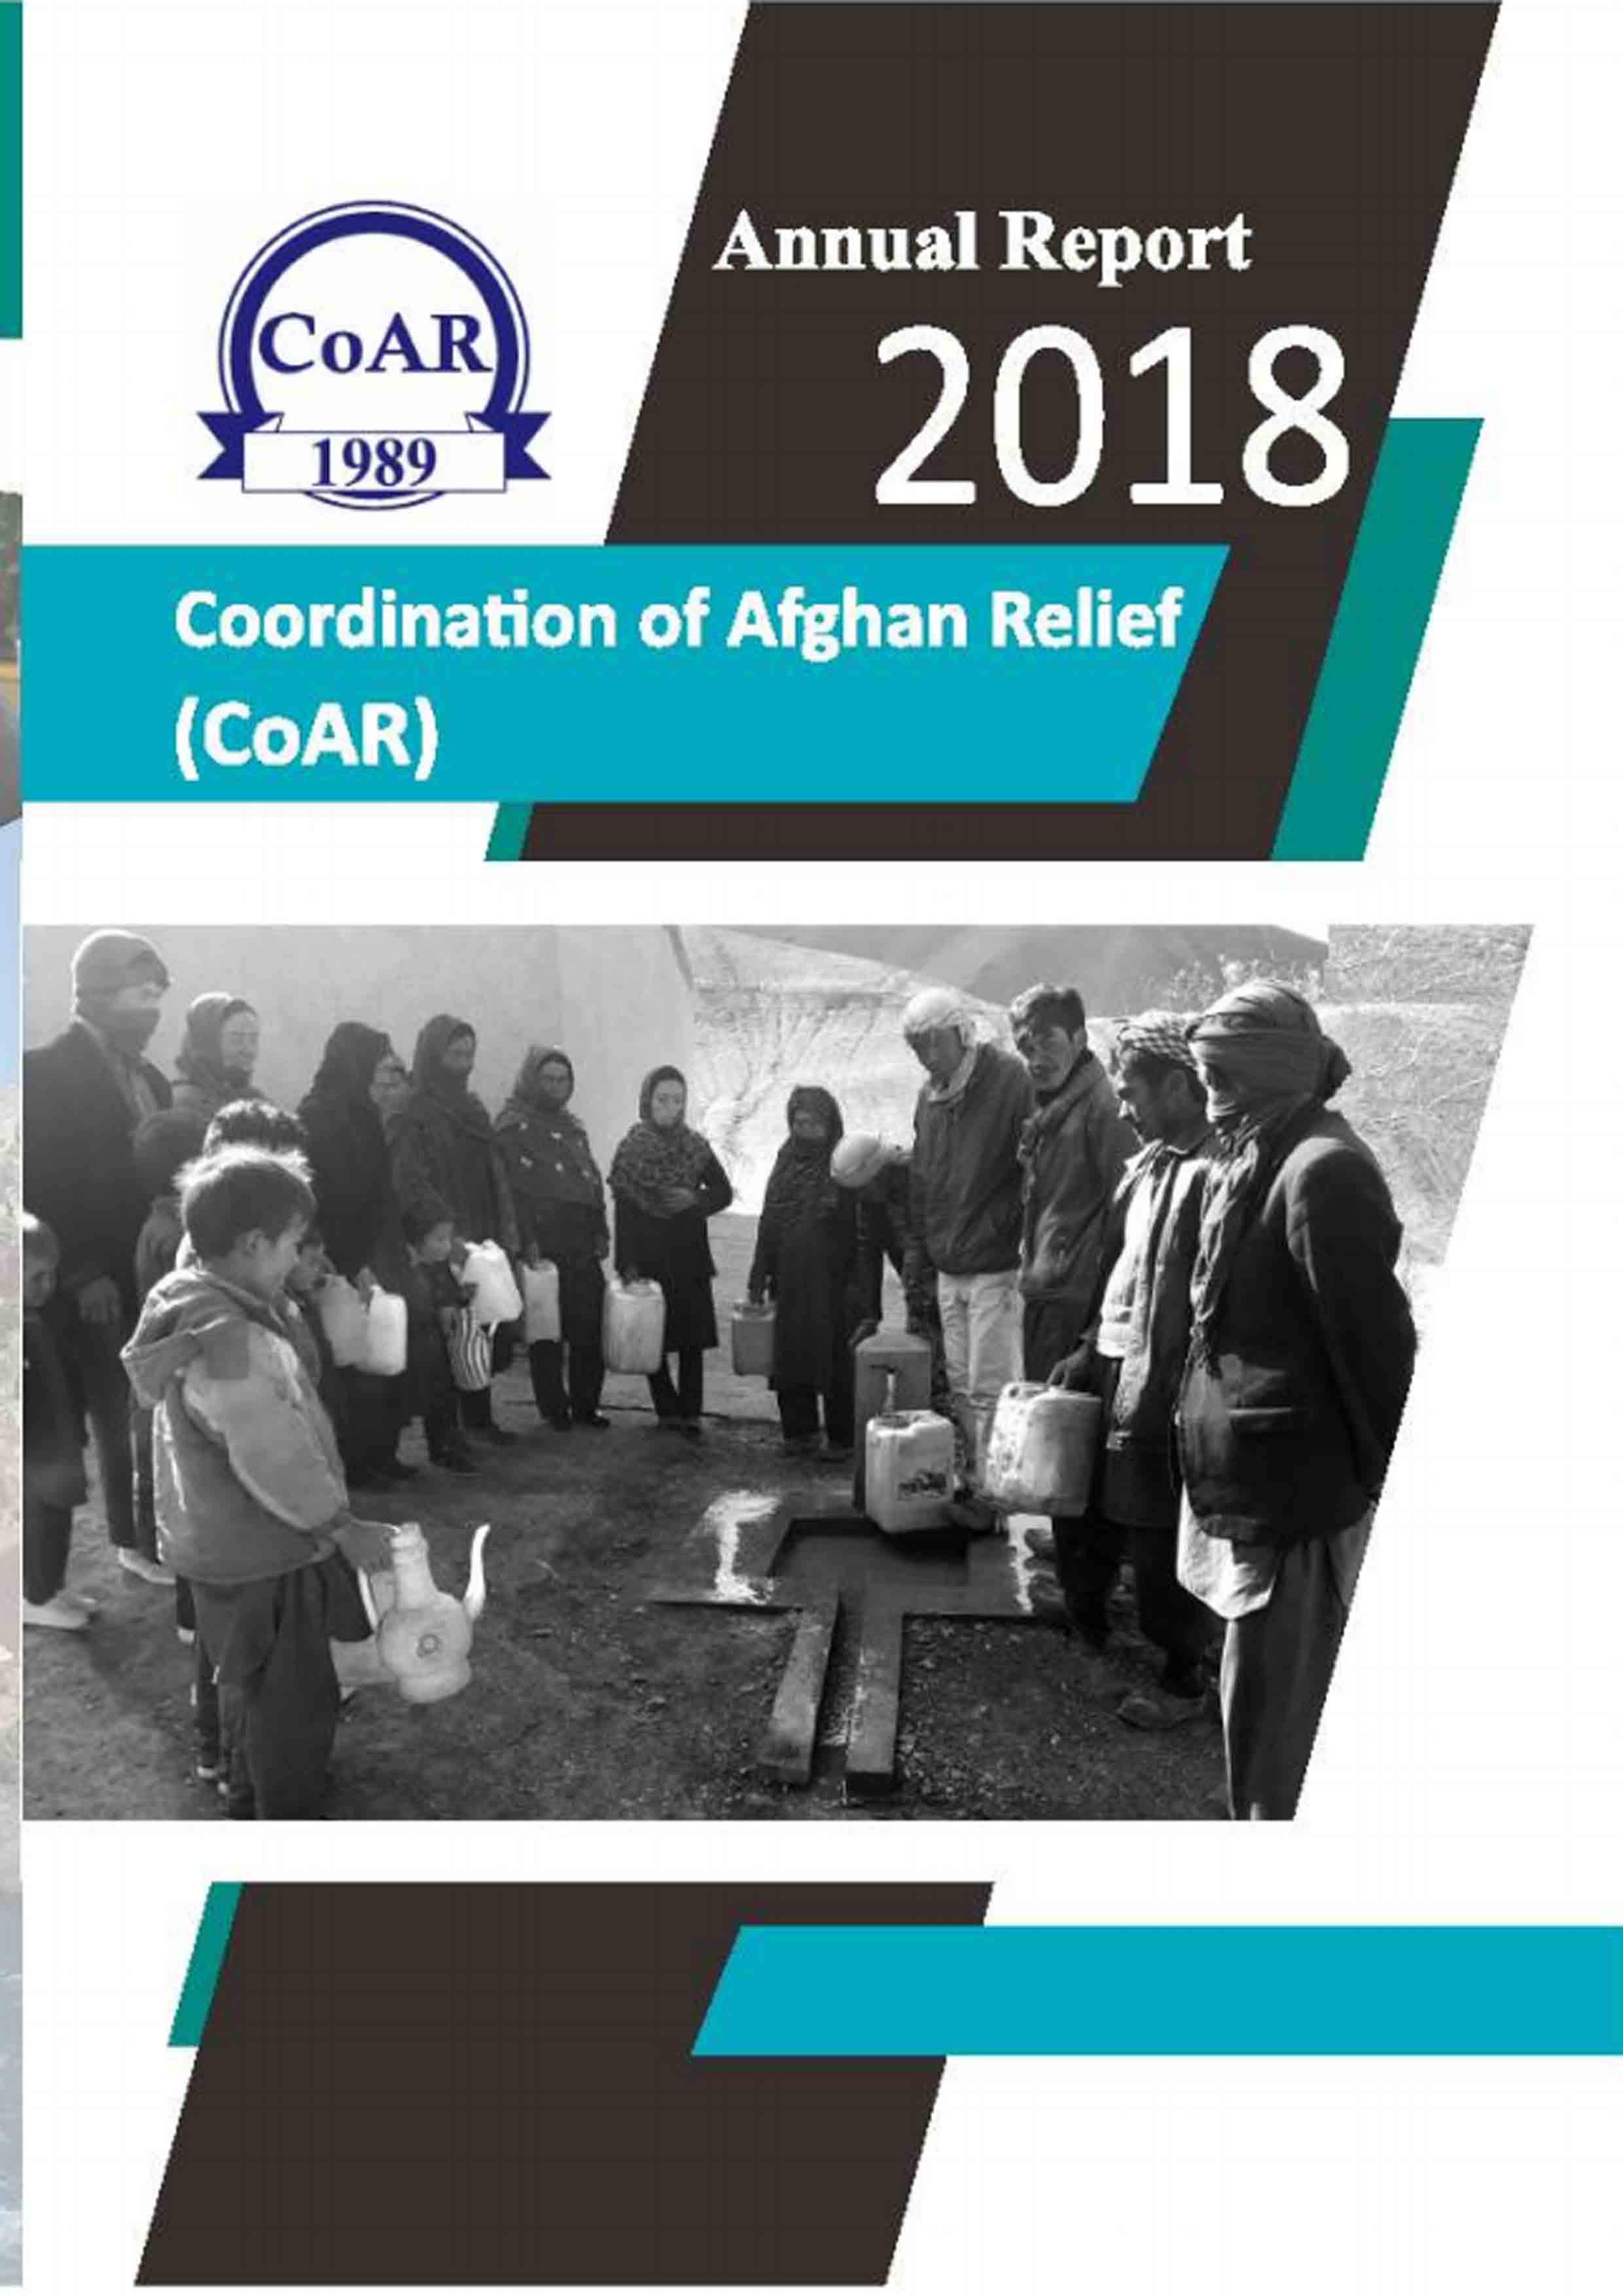 Annual Report
2018
CoAR
1989
Coordination of Afghan Relief
(CoAR)